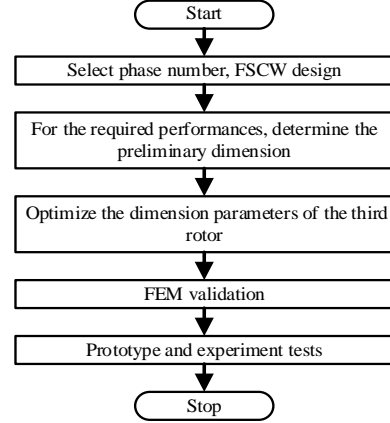 Start
Select phase number, FSCW design
For the required performances, determine the
preliminary dimension
Optimize the dimension parameters of the third
rotor
FEM validation
Prototype and experiment tests
Stop